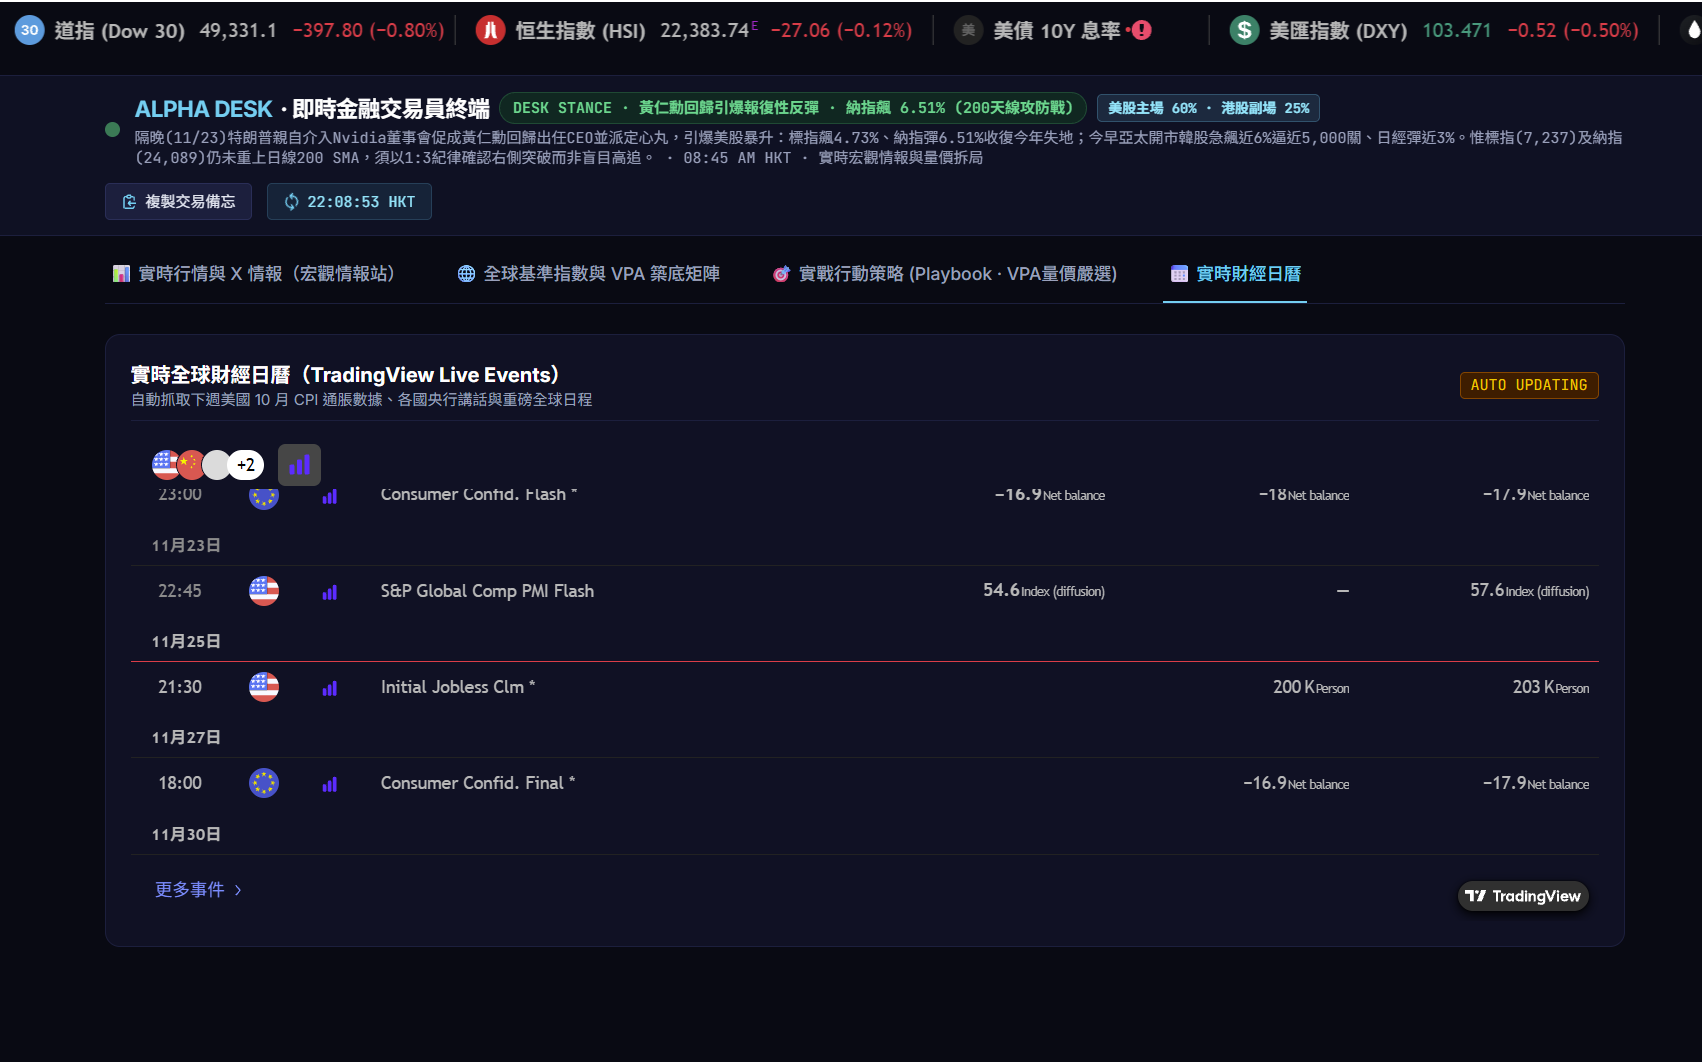 30 道指 (Dow 30) 49,331.1 −397.80 (−0.80%) 恒生指數 (HSI) 22,383.74 E −27.06 (−0.12%) 美 美債 10Y 息率 美匯指數 (DXY) 103.471 −0.52 (−0.50%)
ALPHA DESK · 即時金融交易員終端 DESK STANCE · 黃仁勳回歸引爆報復性反彈 · 納指飆 6.51% (200天線攻防戰) 美股主場 60% · 港股副場 25%
隔晚(11/23)特朗普親自介入Nvidia董事會促成黃仁勳回歸出任CEO並派定心丸，引爆美股暴升：標指飆4.73%、納指彈6.51%收復今年失地；今早亞太開市韓股急飆近6%逼近5,000關、日經彈近3%。惟標指(7,237)及納指
(24,089)仍未重上日線200 SMA，須以1:3紀律確認右側突破而非盲目高追。 · 08:45 AM HKT · 實時宏觀情報與量價拆局
複製交易備忘 22:08:53 HKT
實時行情與 X 情報（宏觀情報站） 全球基準指數與 VPA 築底矩陣 實戰行動策略 (Playbook · VPA量價嚴選) 實時財經日曆
實時全球財經日曆（TradingView Live Events）
AUTO UPDATING
自動抓取下週美國 10 月 CPI 通脹數據、各國央行講話與重磅全球日程
+2
23:00 Consumer Confid. Flash * −16.9 Net balance −18 Net balance −17.9 Net balance
11月23日
22:45 S&P Global Comp PMI Flash 54.6 Index (diffusion) — 57.6 Index (diffusion)
11月25日
21:30 Initial Jobless Clm * 200 K Person 203 K Person
11月27日
18:00 Consumer Confid. Final * −16.9 Net balance −17.9 Net balance
11月30日
更多事件
TradingView